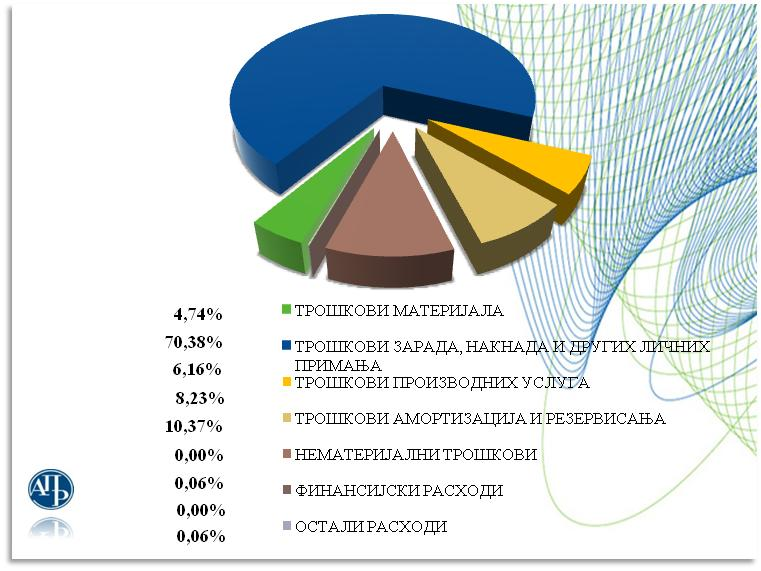 4,74%
70,38%
6,16%
8,23%
10,37%
0,00%
0,06%
0,00%
0,06%
ТРОШКОВИ МАТЕРИЈАЛА
ТРОШКОВИ ЗАРАДА, НАКНАДА И ДРУГИХ ЛИЧНИХ
ПРИМАЊА
ТРОШКОВИ ПРОИЗВОДНИХ УСЛУГА
ТРОШКОВИ АМОРТИЗАЦИЈА И РЕЗЕРВИСАЊА
НЕМАТЕРИЈАЛНИ ТРОШКОВИ
ФИНАНСИЈСКИ РАСХОДИ
ОСТАЛИ РАСХОДИ
АПР